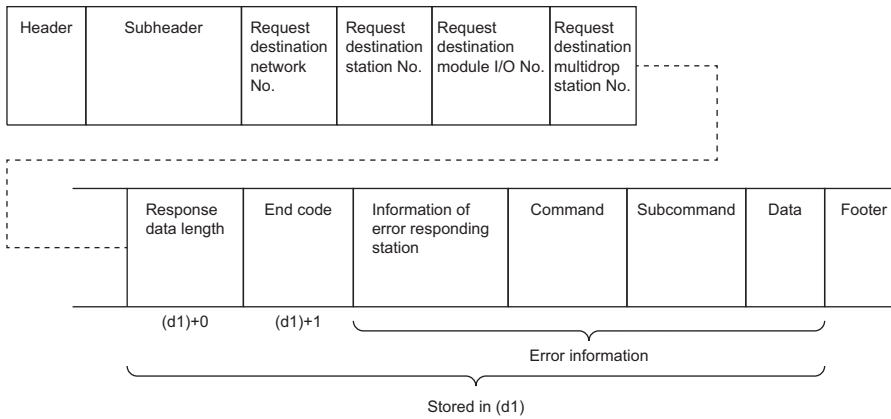 Header
Subheader
Request
destination
network
No.
Request
destination
station No.
Request
destination
module I/O No.
Request
destination
multidrop
station No.
Response
data length
End code
Information of
error responding
station
Command
Subcommand
Data
Footer
(d1)+0
(d1)+1
Error information
Stored in (d1)